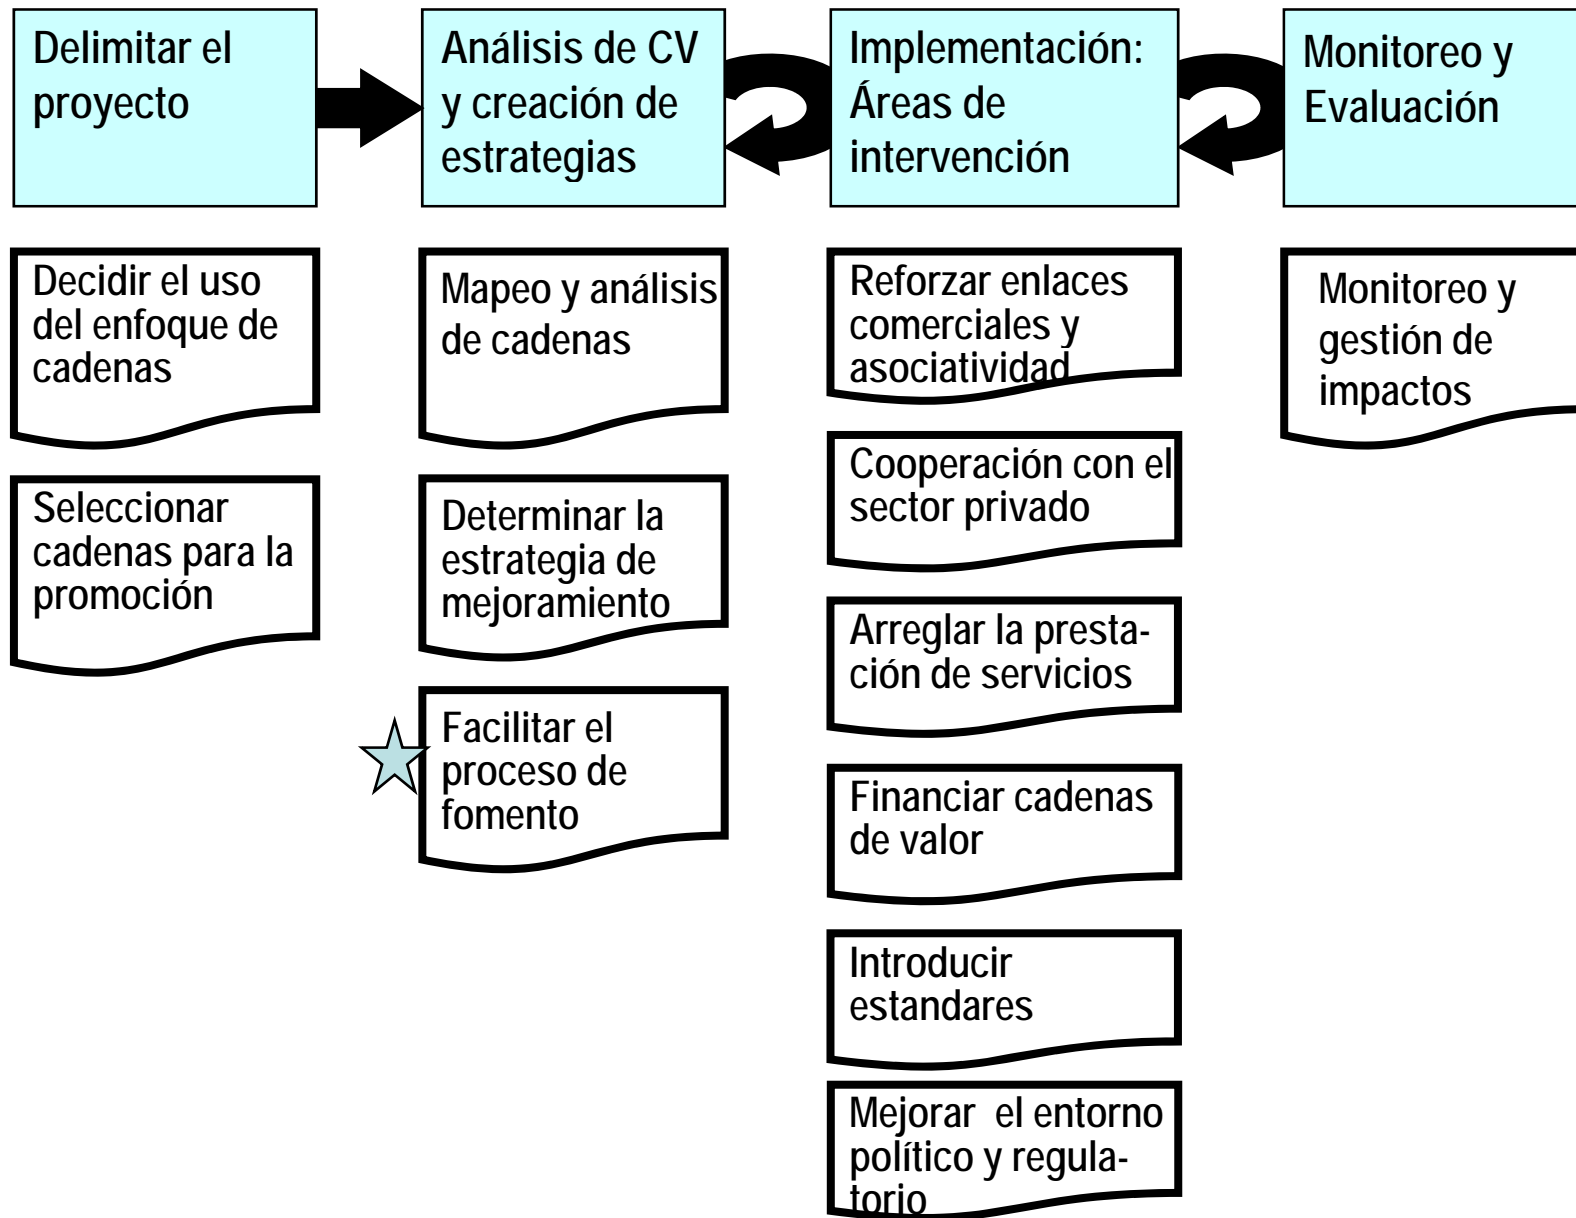 Delimitar el
proyecto
Análisis de CV
y creación de
estrategias
Implementación:
Áreas de
intervención
Monitoreo y
Evaluación
Decidir el uso
del enfoque de
cadenas
Seleccionar
cadenas para la
promoción
Mapeo y análisis
de cadenas
Determinar la
estrategia de
mejoramiento
Facilitar el
proceso de
fomento
Reforzar enlaces
comerciales y
asociatividad
Cooperación con el
sector privado
Arreglar la presta-
ción de servicios
Financiar cadenas
de valor
Introducir
estandares
Mejorar  el entorno
político y regula-
torio
Monitoreo y
gestión de
impactos